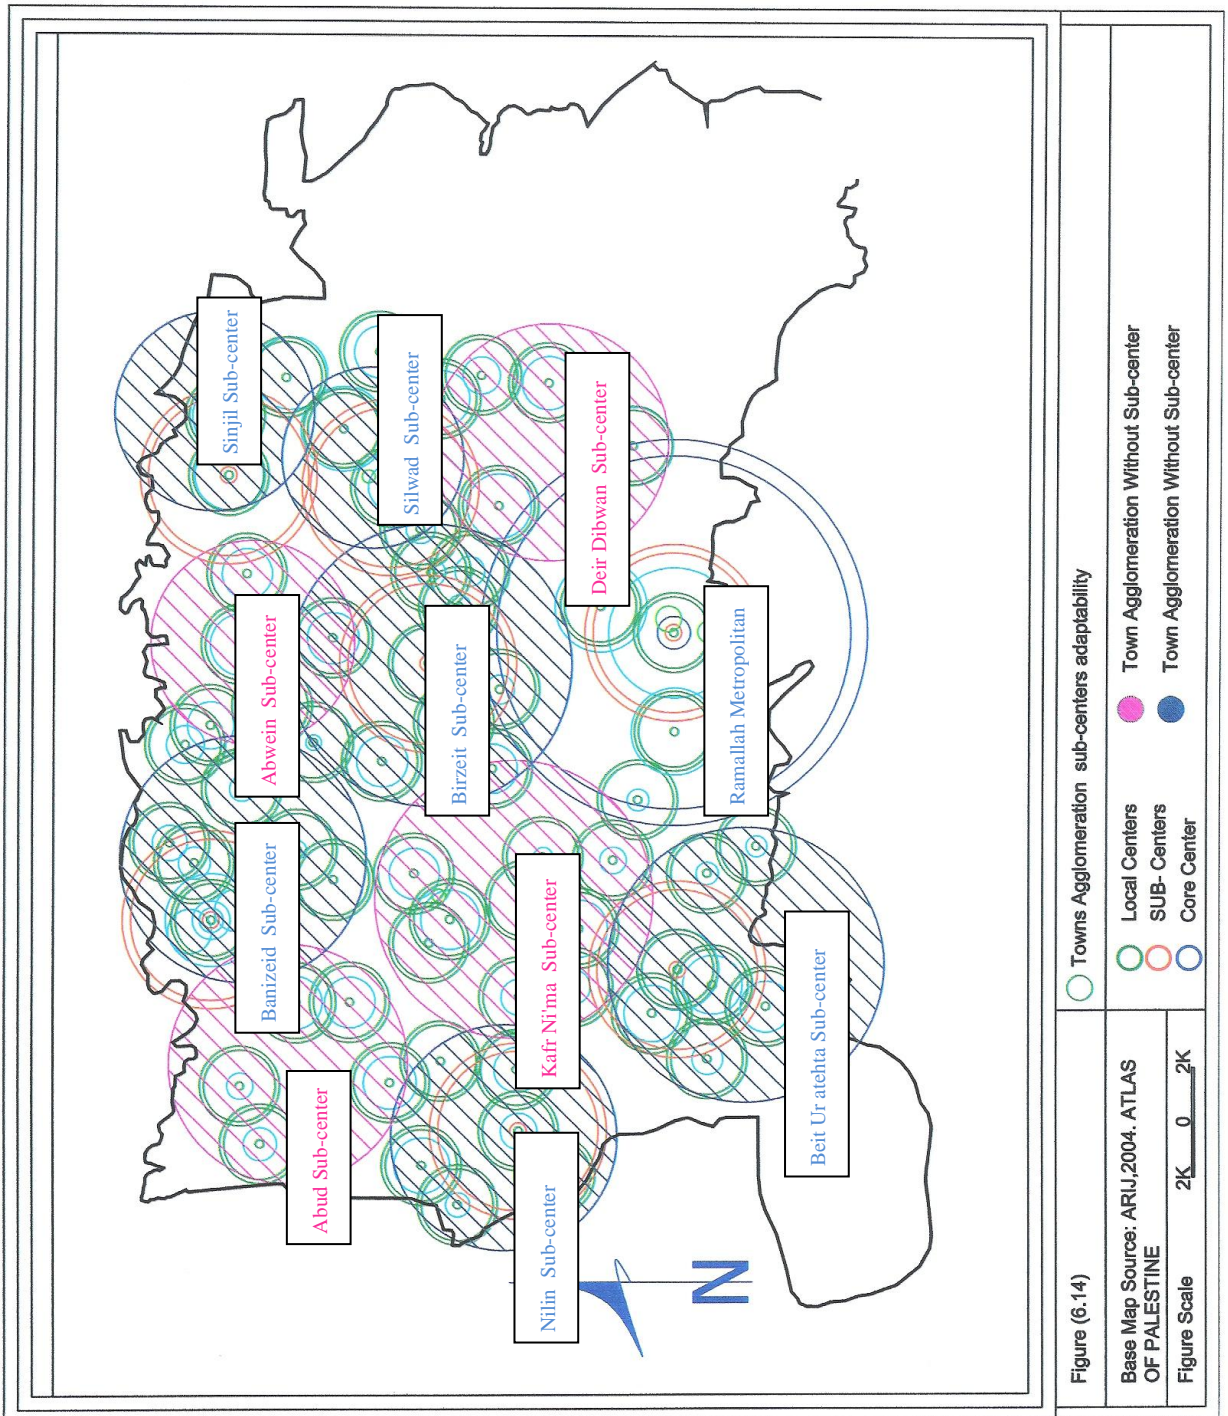 Sinjil Sub-center
Silwad Sub-center
Deir Dibwan Sub-center
Abwein Sub-center
Birzeit Sub-center
Ramallah Metropolitan
Banizeid Sub-center
Kafr Ni'ma Sub-center
Beit Ur atehta Sub-center
Abud Sub-center
Nilin Sub-center
N
Figure (6.14)
Towns Agglomeration sub-centers adaptability
Base Map Source: ARIJ,2004. ATLAS
OF PALESTINE
Figure Scale
2K 0 2K
Local Centers
SUB- Centers
Core Center
Town Agglomeration Without Sub-center
Town Agglomeration Without Sub-center